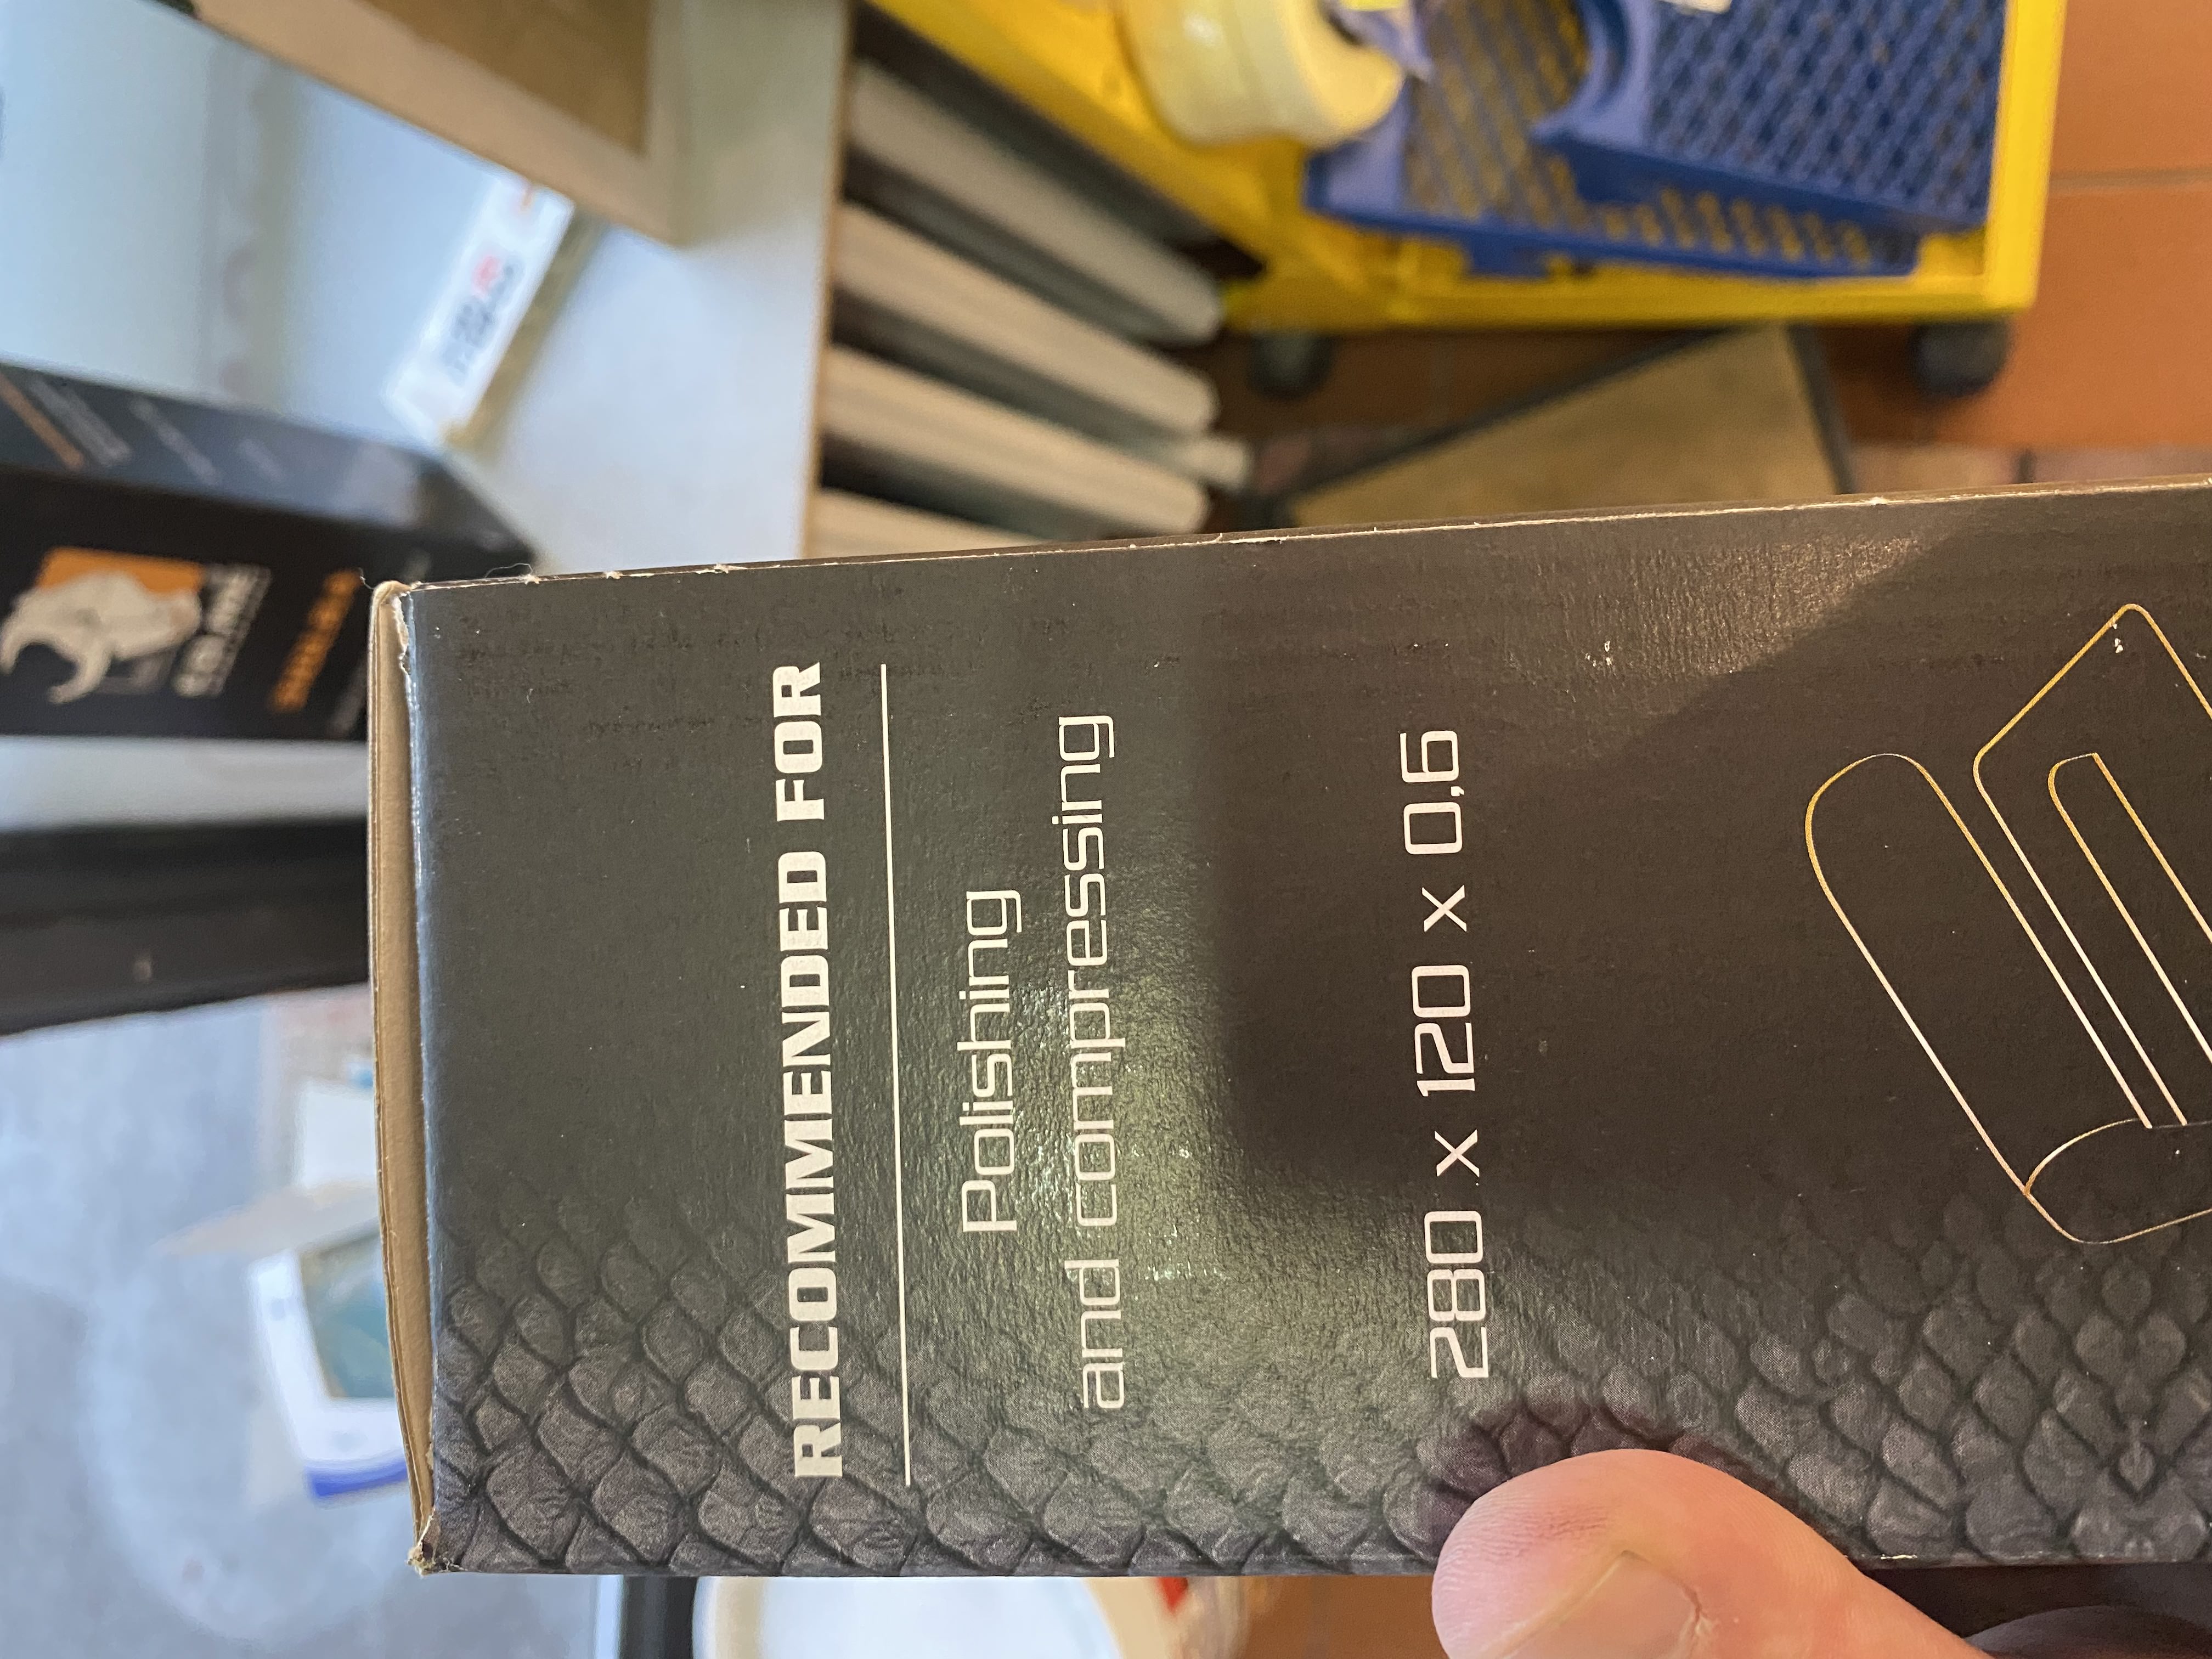 RECOMMENDED FOR
Polishing
and compressing
280 x 120 x 0,6